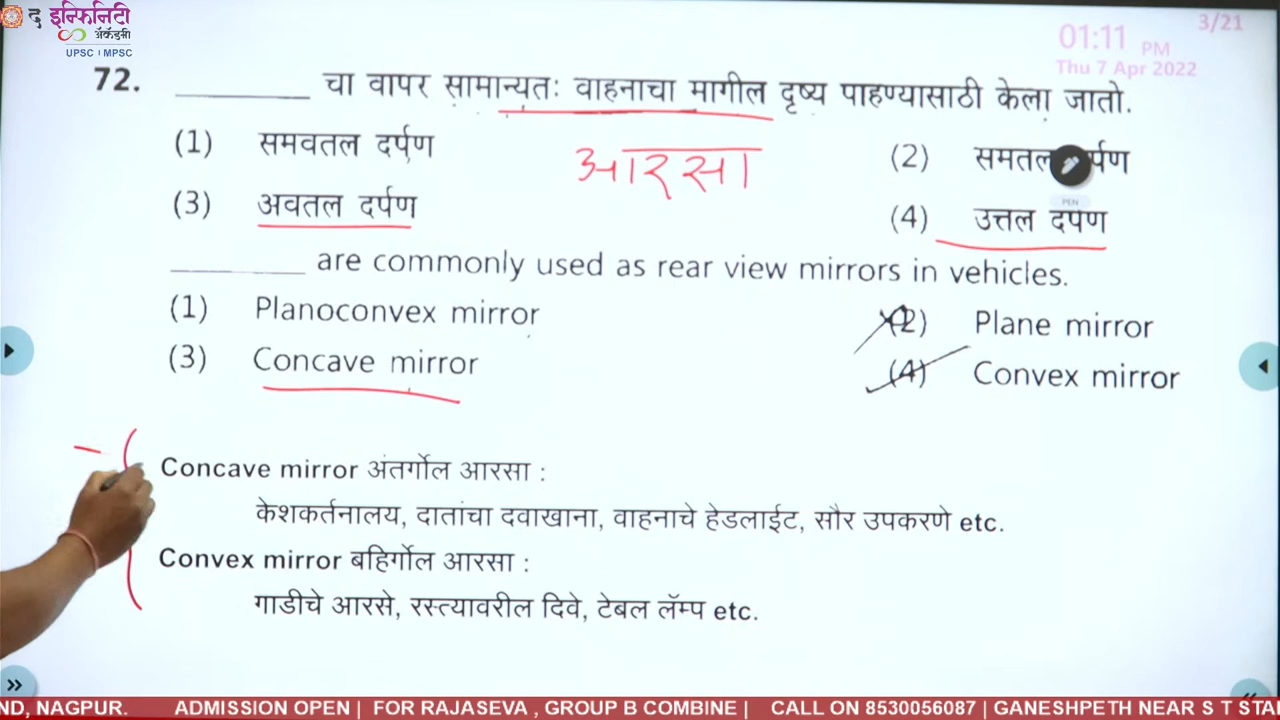 द इन्फिनिटी
अ‍ॅकॅडमी
UPSC | MPSC
3/21
01:11 PM
Thu 7 Apr 2022
72. ________ चा वापर सामान्यतः वाहनाचा मागील दृष्य पाहण्यासाठी केला जातो.
(1) समवतल दर्पण
(2) समतल र्पण
आरसा
(3) अवतल दर्पण
(4) उत्तल दर्पण
PEN
________ are commonly used as rear view mirrors in vehicles.
(1) Planoconvex mirror
(2) Plane mirror
(3) Concave mirror
(4) Convex mirror
Concave mirror अंतर्गोल आरसा :
केशकर्तनालय, दातांचा दवाखाना, वाहनाचे हेडलाईट, सौर उपकरणे etc.
Convex mirror बहिर्गोल आरसा :
गाडीचे आरसे, रस्त्यावरील दिवे, टेबल लॅम्प etc.
ND, NAGPUR. ADMISSION OPEN | FOR RAJASEVA , GROUP B COMBINE | CALL ON 8530056087 | GANESHPETH NEAR S T STA